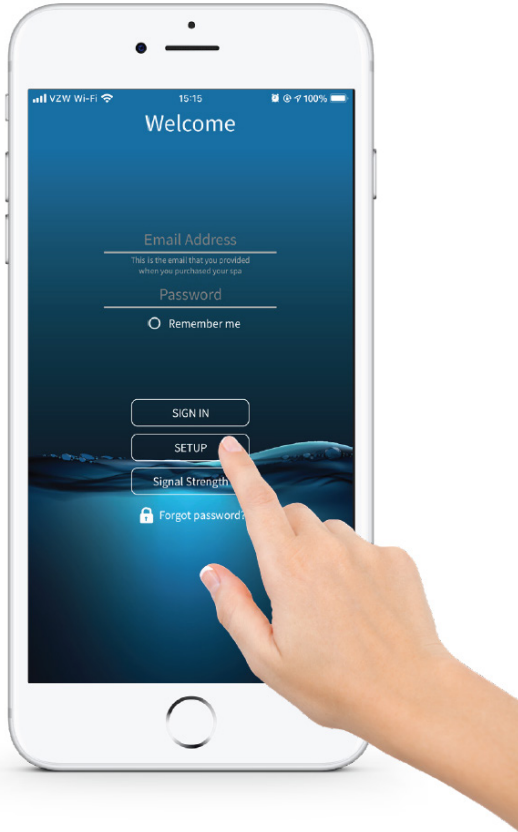 VZW Wi-Fi 15:15 100%
Welcome
Email Address
This is the email that you provided
when you purchased your spa
Password
Remember me
SIGN IN
SETUP
Signal Strength
Forgot password?